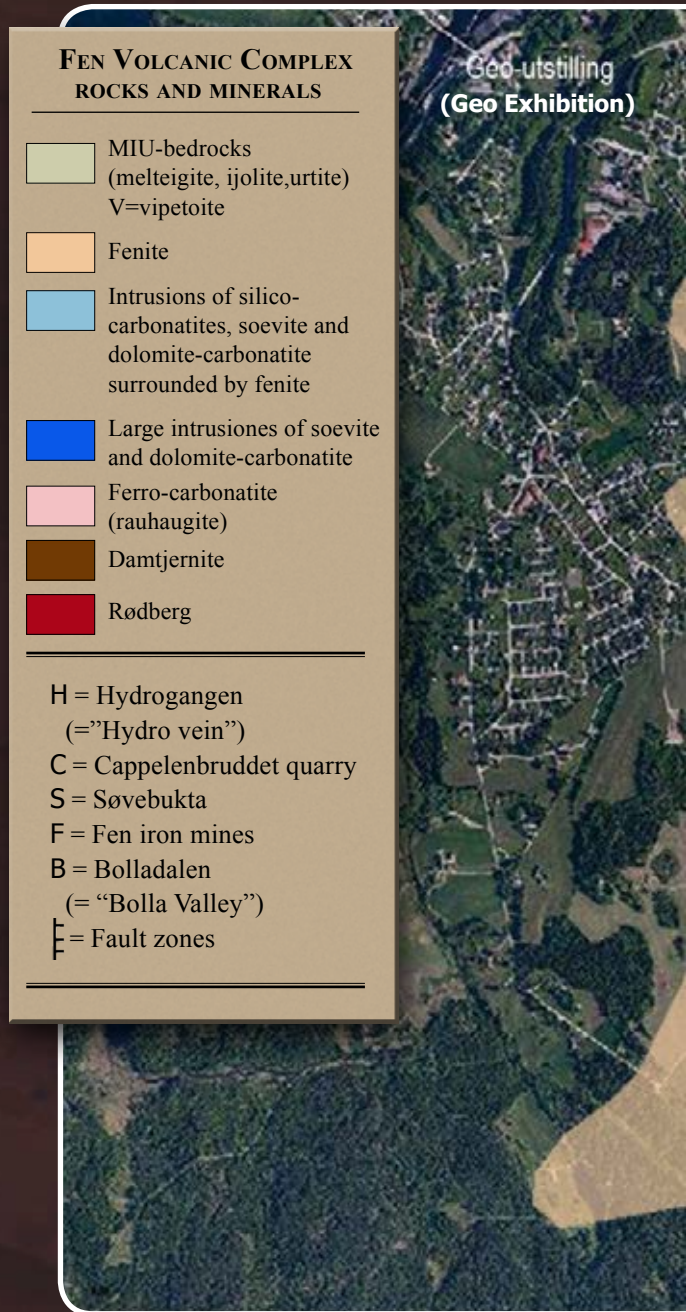 FEN VOLCANIC COMPLEX
ROCKS AND MINERALS
MIU-bedrocks
(melteigite, ijolite,urtite)
V=vipetoite
Fenite
Intrusions of silico-
carbonatites, soevite and
dolomite-carbonatite
surrounded by fenite
Large intrusiones of soevite
and dolomite-carbonatite
Ferro-carbonatite
(rauhaugite)
Damtjernite
Rødberg
H = Hydrogangen
(=”Hydro vein”)
C = Cappelenbruddet quarry
S = Søvebukta
F = Fen iron mines
B = Bolladalen
(= “Bolla Valley”)
= Fault zones
Geo-utstilling
(Geo Exhibition)